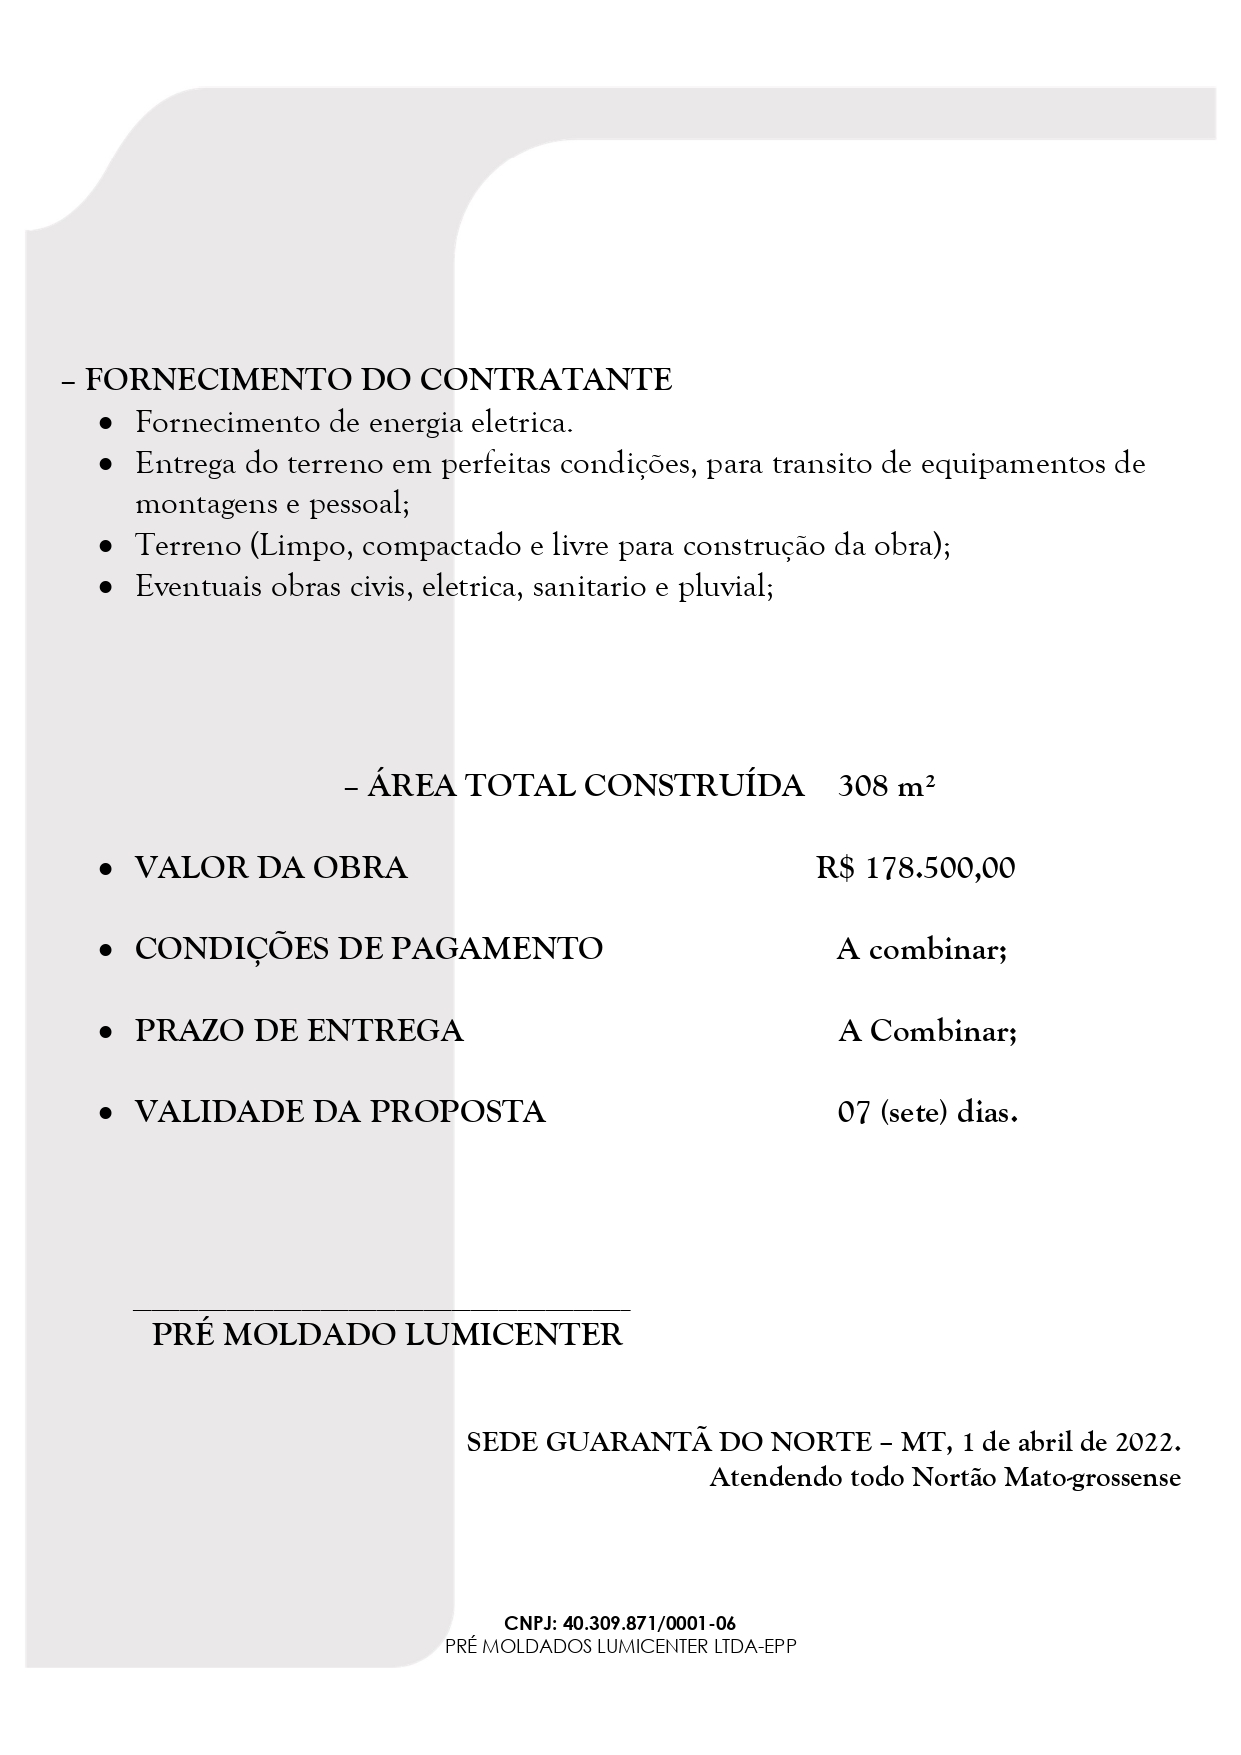 – FORNECIMENTO DO CONTRATANTE
• Fornecimento de energia eletrica.
• Entrega do terreno em perfeitas condições, para transito de equipamentos de
montagens e pessoal;
• Terreno (Limpo, compactado e livre para construção da obra);
• Eventuais obras civis, eletrica, sanitario e pluvial;
– ÁREA TOTAL CONSTRUÍDA 308 m²
• VALOR DA OBRA R$ 178.500,00
• CONDIÇÕES DE PAGAMENTO A combinar;
• PRAZO DE ENTREGA A Combinar;
• VALIDADE DA PROPOSTA 07 (sete) dias.
PRÉ MOLDADO LUMICENTER
SEDE GUARANTÃ DO NORTE – MT, 1 de abril de 2022.
Atendendo todo Nortão Mato-grossense
CNPJ: 40.309.871/0001-06
PRÉ MOLDADOS LUMICENTER LTDA-EPP